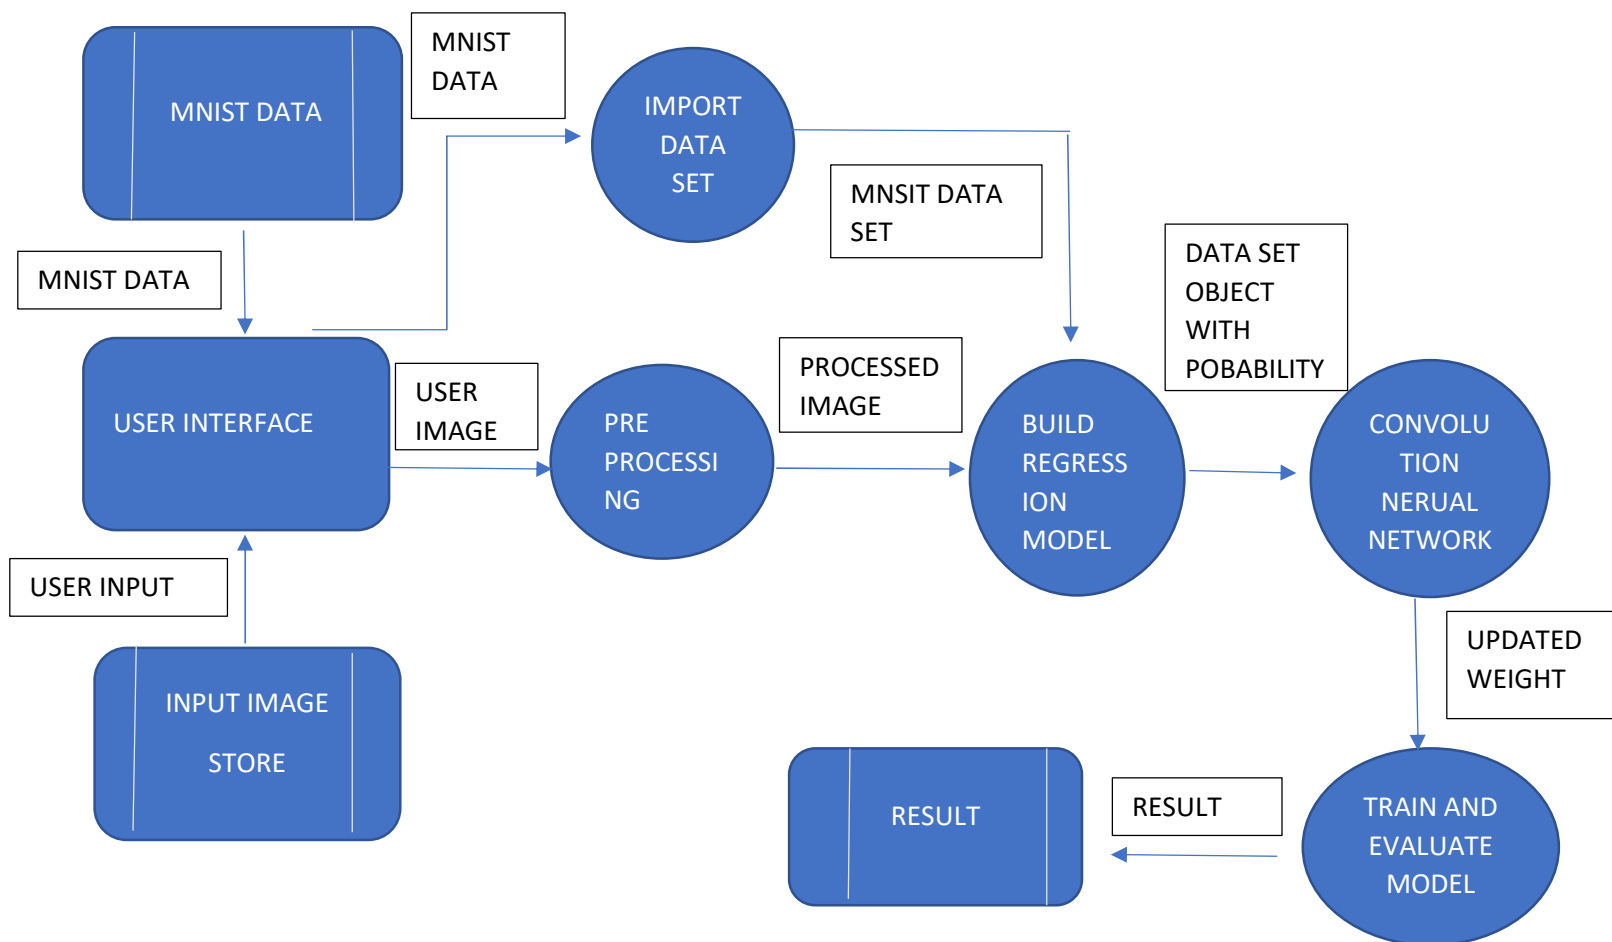 MNIST DATA
MNIST
DATA
IMPORT
DATA
SET
MNSIT DATA
SET
MNIST DATA
DATA SET
OBJECT
WITH
POBABILITY
USER INTERFACE
USER
IMAGE
PRE
PROCESSI
NG
PROCESSED
IMAGE
BUILD
REGRESS
ION
MODEL
CONVOLU
TION
NERUAL
NETWORK
USER INPUT
INPUT IMAGE
STORE
UPDATED
WEIGHT
RESULT
RESULT
TRAIN AND
EVALUATE
MODEL